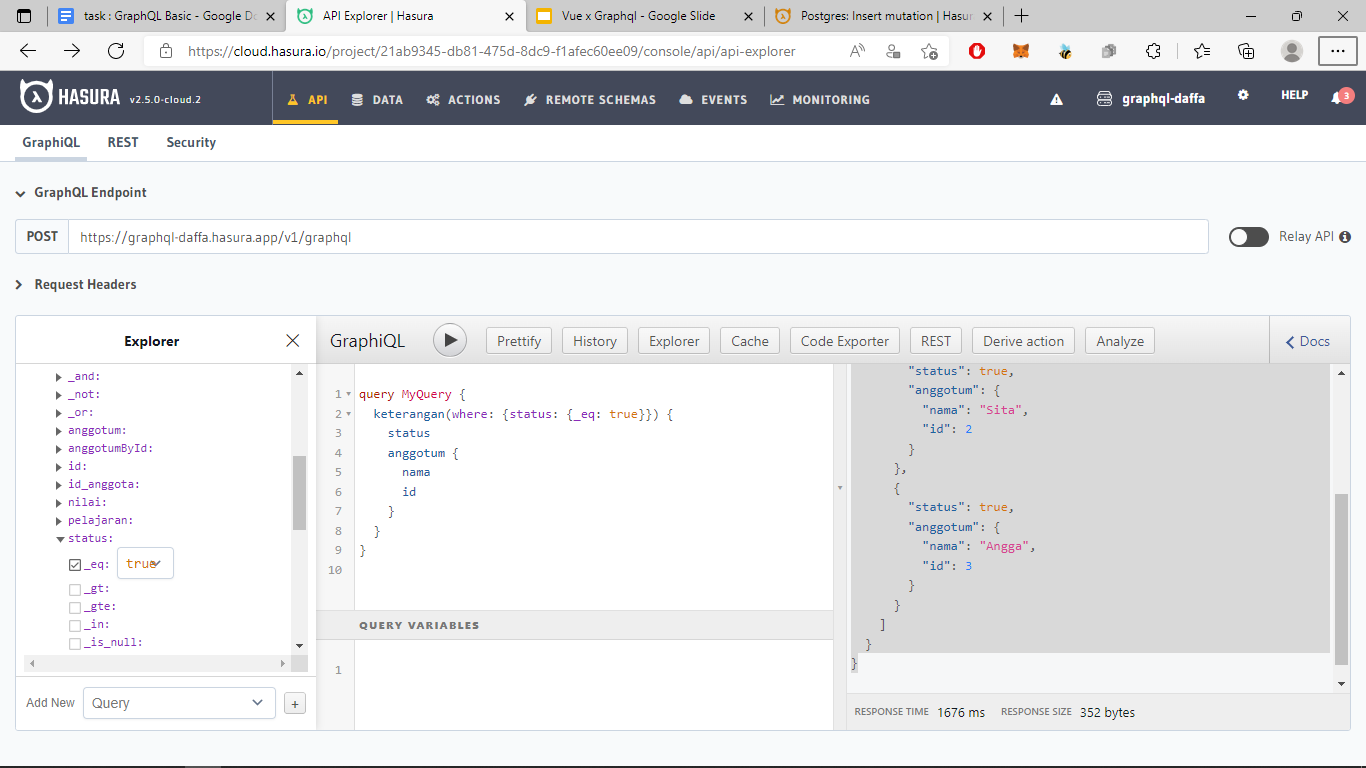 task : GraphQL Basic - Google Do
API Explorer | Hasura
Vue x Graphql - Google Slide
Postgres: Insert mutation | Hasur
https://cloud.hasura.io/project/21ab9345-db81-475d-8dc9-f1afec60ee09/console/api/api-explorer
HASURA v2.5.0-cloud.2
API
DATA
ACTIONS
REMOTE SCHEMAS
EVENTS
MONITORING
graphql-daffa
HELP
3
GraphiQL
REST
Security
GraphQL Endpoint
POST
https://graphql-daffa.hasura.app/v1/graphql
Relay API
Request Headers
Explorer
GraphiQL
Prettify
History
Explorer
Cache
Code Exporter
REST
Derive action
Analyze
Docs
_and:
_not:
_or:
anggotum:
anggotumById:
id:
id_anggota:
nilai:
pelajaran:
status:
_eq: true
_gt:
_gte:
_in:
_is_null:
Add New Query +
1 query MyQuery {
2 keterangan(where: {status: {_eq: true}}) {
3 status
4 anggotum {
5 nama
6 id
7 }
8 }
9 }
10
QUERY VARIABLES
1
"status": true,
"anggotum": {
"nama": "Sita",
"id": 2
}
},
{
"status": true,
"anggotum": {
"nama": "Angga",
"id": 3
}
}
]
}
}
RESPONSE TIME 1676 ms RESPONSE SIZE 352 bytes